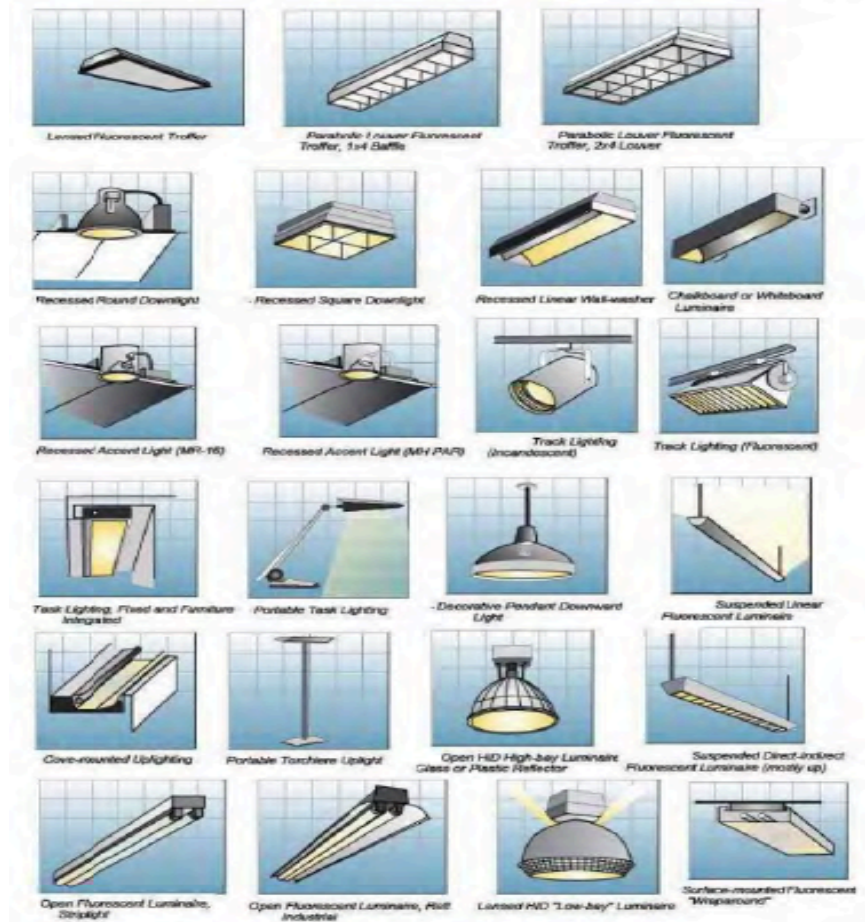 Lensed Fluorescent Troffer
Parabolic Louver Fluorescent
Troffer, 1x4 Baffle
Parabolic Louver Fluorescent
Troffer, 2x4 Louver
Recessed Round Downlight
- Recessed Square Downlight
Recessed Linear Wall-washer
Chalkboard or Whiteboard
Luminaire
Recessed Accent Light (MR-16)
Recessed Accent Light (MH PAR)
Track Lighting
(Incandescent)
Track Lighting (Fluorescent)
Task Lighting, Fixed and Furniture
Integrated
- Portable Task Lighting
- Decorative Pendant Downward
Light
Suspended Linear
Fluorescent Luminaire
Cove-mounted Uplighting
Portable Torchiere Uplight
Open HID High-bay Luminaire
Glass or Plastic Reflector
Suspended Direct-Indirect
Fluorescent Luminaire (mostly up)
Open Fluorescent Luminaire,
Striplight
Open Fluorescent Luminaire,
Industrial
Lensed HID "Low-bay" Luminaire
Surface-mounted Fluorescent
"Wraparound"